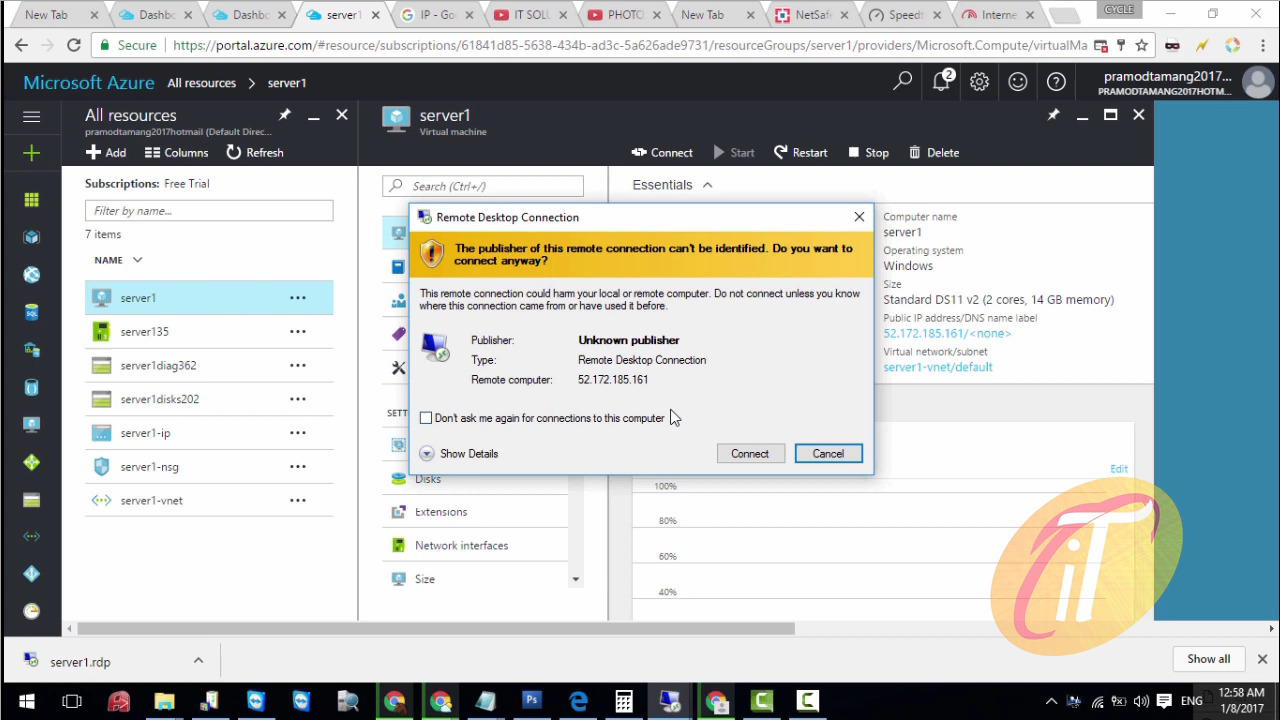 New Tab
Dashbo
Dashbo
server1
IP - Go
IT SOLU
PHOTO
New Tab
NetSafe
Speedt
Interne
CYCLE
Secure
https://portal.azure.com/#resource/subscriptions/61841d85-5638-434b-ad3c-5a626ade9731/resourceGroups/server1/providers/Microsoft.Compute/virtualMa
Microsoft Azure
All resources
server1
2
pramodtamang2017...
PRAMODTAMANG2017HOTM...
All resources
pramodtamang2017hotmail (Default Direc...
Add
Columns
Refresh
Subscriptions: Free Trial
Filter by name...
7 items
NAME
server1
server135
server1diag362
server1disks202
server1-ip
server1-nsg
server1-vnet
server1
Virtual machine
Search (Ctrl+/)
SETT
Disks
Extensions
Network interfaces
Size
Connect
Start
Restart
Stop
Delete
Essentials
Computer name
server1
Operating system
Windows
Size
Standard DS11 v2 (2 cores, 14 GB memory)
Public IP address/DNS name label
52.172.185.161/<none>
Virtual network/subnet
server1-vnet/default
Edit
100%
80%
60%
40%
Remote Desktop Connection
The publisher of this remote connection can't be identified. Do you want to
connect anyway?
This remote connection could harm your local or remote computer. Do not connect unless you know
where this connection came from or have used it before.
Publisher: Unknown publisher
Type: Remote Desktop Connection
Remote computer: 52.172.185.161
Don't ask me again for connections to this computer
Show Details
Connect
Cancel
iT
server1.rdp
Show all
Ps
ENG
12:58 AM
1/8/2017